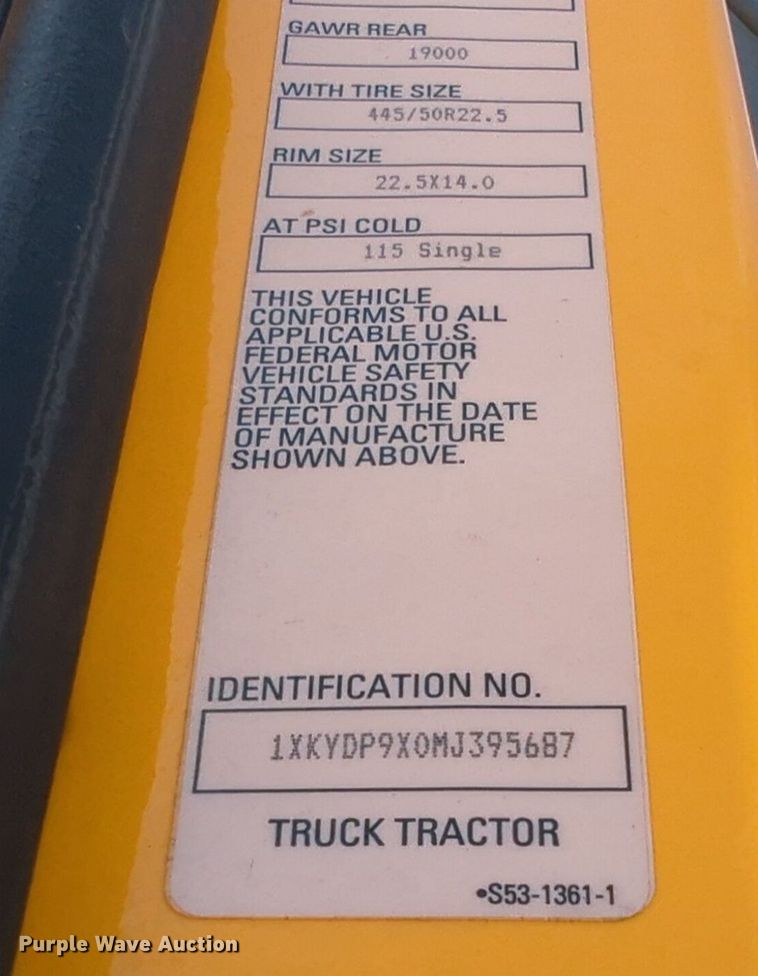 GAWR REAR
19000
WITH TIRE SIZE
445/50R22.5
RIM SIZE
22.5X14.0
AT PSI COLD
115 Single
THIS VEHICLE
CONFORMS TO ALL
APPLICABLE U.S.
FEDERAL MOTOR
VEHICLE SAFETY
STANDARDS IN
EFFECT ON THE DATE
OF MANUFACTURE
SHOWN ABOVE.
IDENTIFICATION NO.
1XKYDP9X0MJ395687
TRUCK TRACTOR
•S53-1361-1
Purple Wave Auction